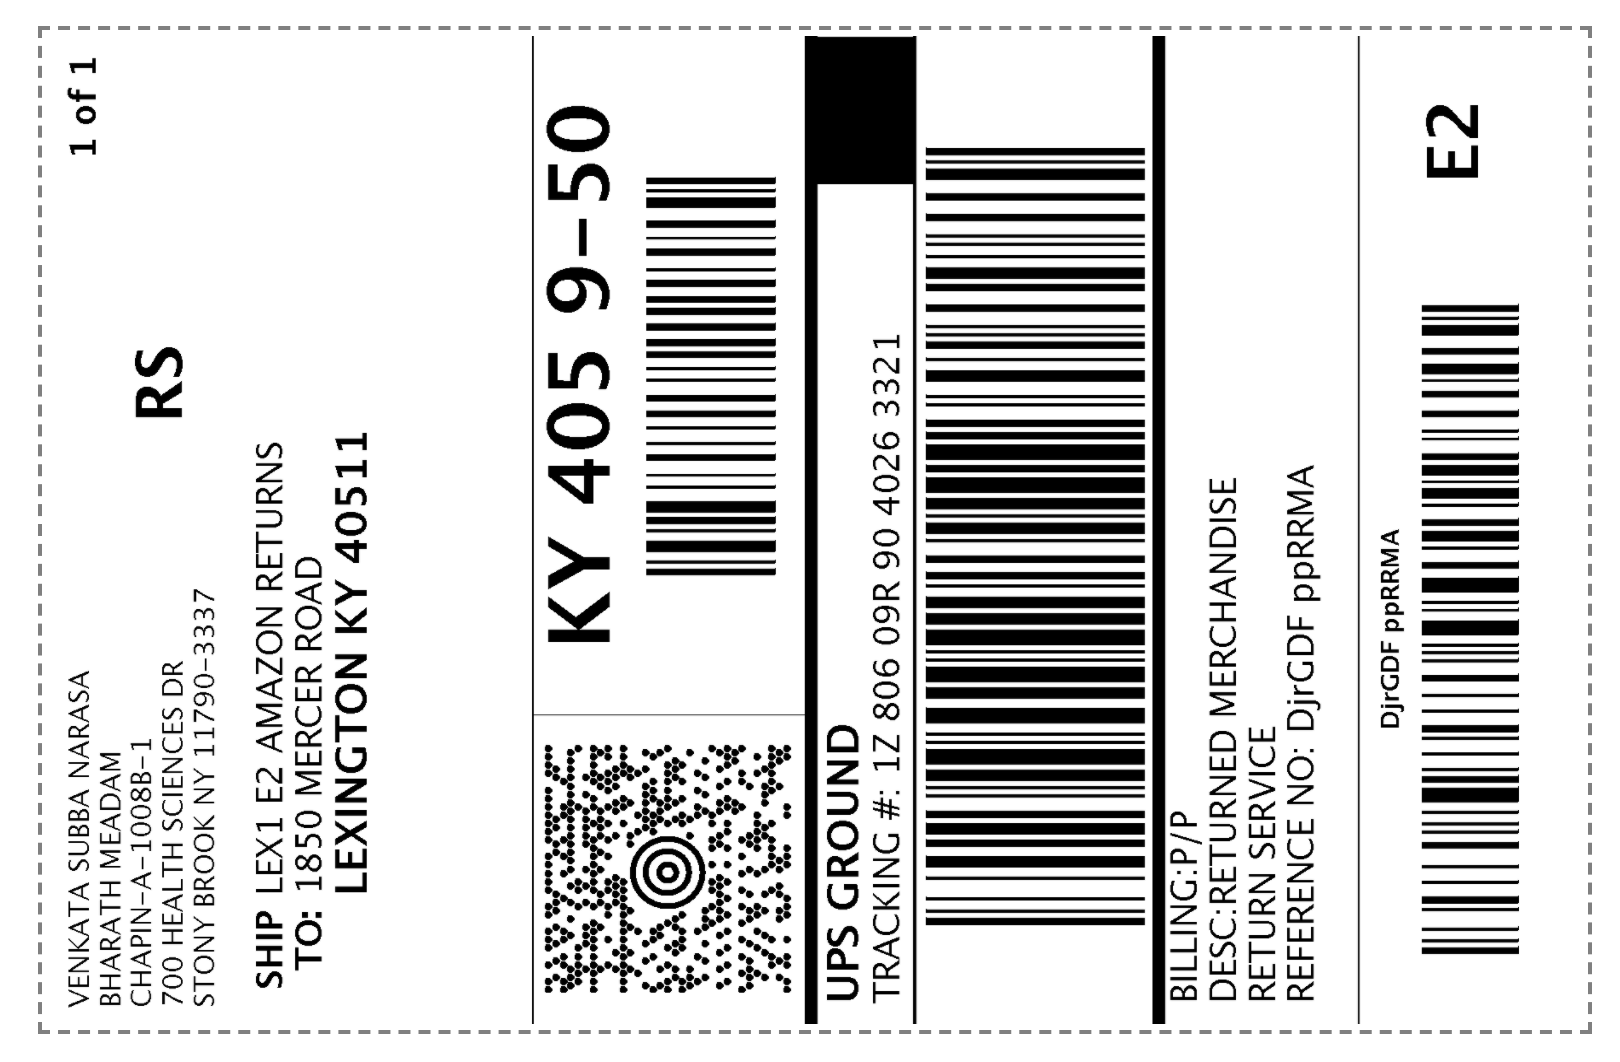 VENKATA SUBBA NARASA
BHARATH MEADAM
CHAPIN-A-1008B-1
700 HEALTH SCIENCES DR
STONY BROOK NY 11790-3337
1 of 1
RS
SHIP LEX1 E2 AMAZON RETURNS
TO: 1850 MERCER ROAD
LEXINGTON KY 40511
KY 405 9-50
UPS GROUND
TRACKING #: 1Z 806 09R 90 4026 3321
BILLING:P/P
DESC:RETURNED MERCHANDISE
RETURN SERVICE
REFERENCE NO: DjrGDF ppRRMA
DjrGDF ppRRMA
E2